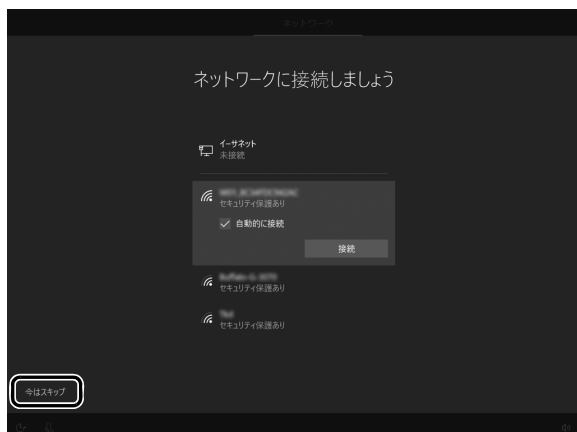 ネットワーク
ネットワークに接続しましょう
イーサネット
未接続
セキュリティ保護あり
自動的に接続
接続
セキュリティ保護あり
セキュリティ保護あり
今はスキップ